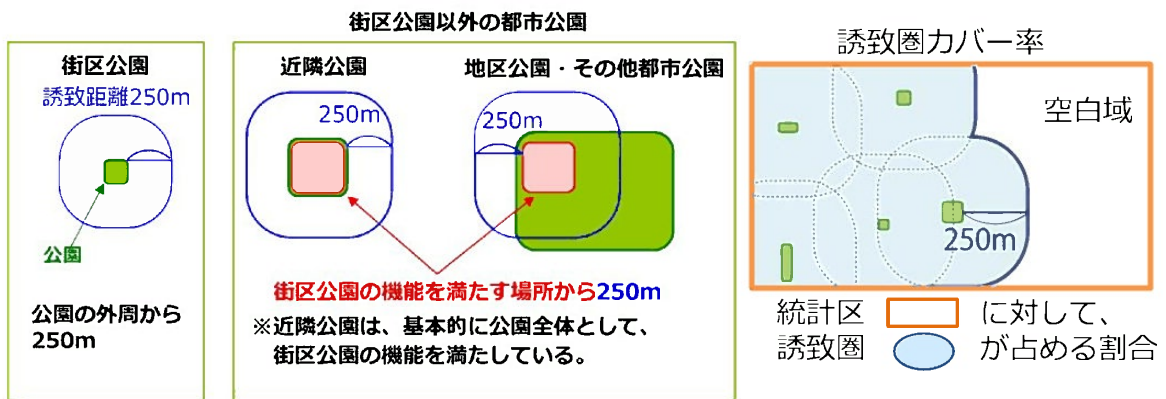 街区公園以外の都市公園
街区公園
誘致距離250m
公園
公園の外周から
250m
近隣公園
250m
地区公園・その他都市公園
250m
街区公園の機能を満たす場所から250m
※近隣公園は、基本的に公園全体として、
街区公園の機能を満たしている。
誘致圏カバー率
空白域
250m
統計区 に対して、
誘致圏 が占める割合